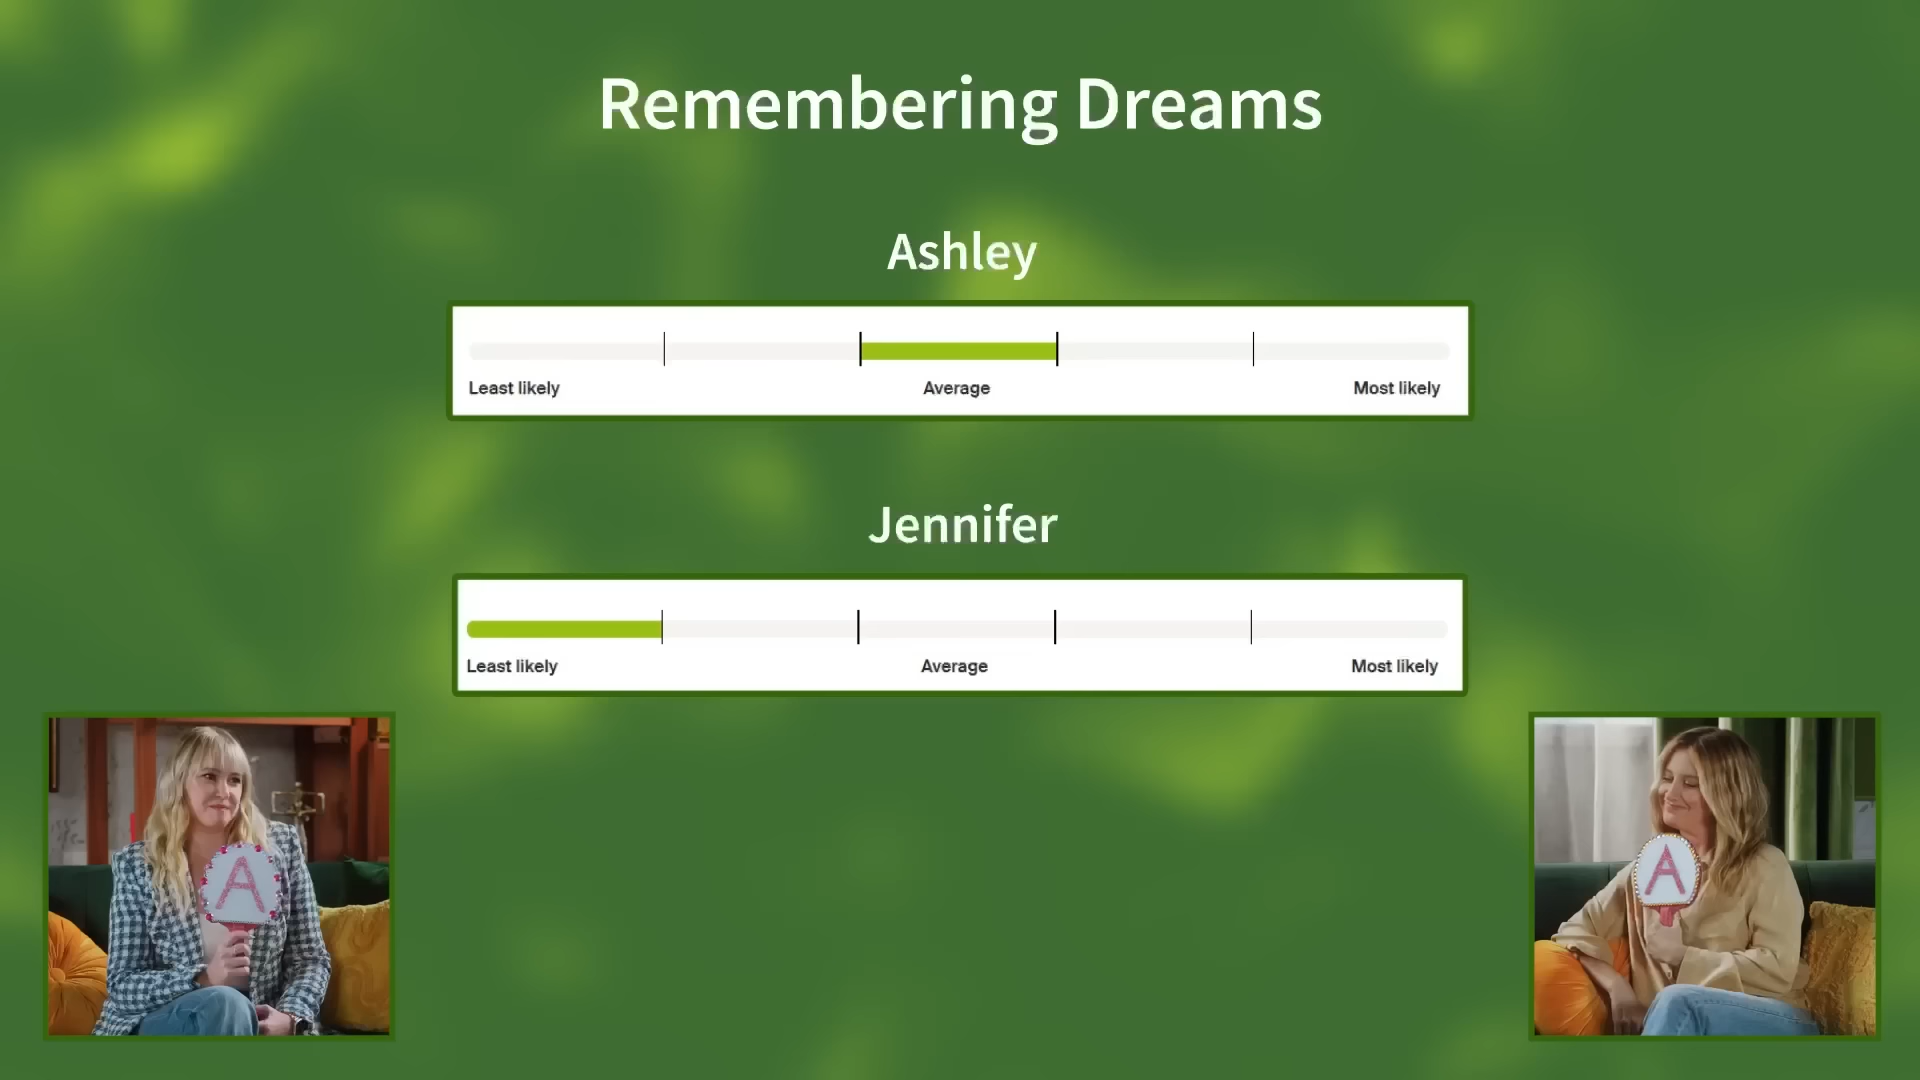 Remembering Dreams
Ashley
Least likely Average Most likely
Jennifer
Least likely Average Most likely
A A